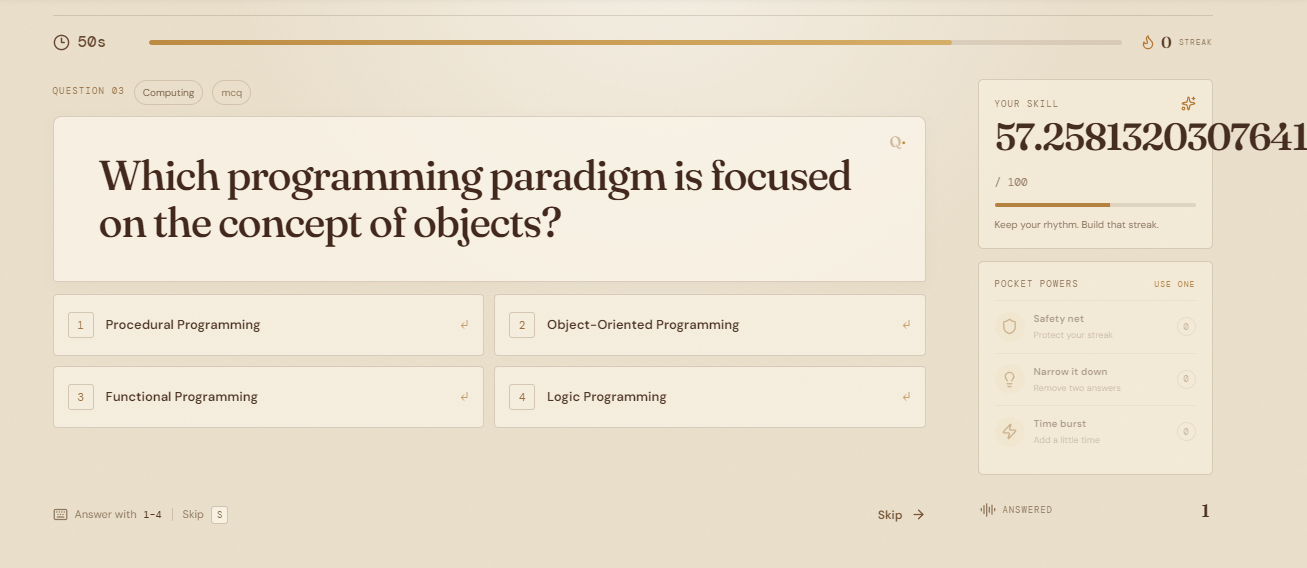 50s
0 STREAK
QUESTION 03 Computing mcq
Q.
Which programming paradigm is focused
on the concept of objects?
1 Procedural Programming
2 Object-Oriented Programming
3 Functional Programming
4 Logic Programming
Answer with 1-4 Skip S
Skip
YOUR SKILL
57.2581320307641
/ 100
Keep your rhythm. Build that streak.
POCKET POWERS USE ONE
Safety net
Protect your streak
0
Narrow it down
Remove two answers
0
Time burst
Add a little time
0
ANSWERED 1